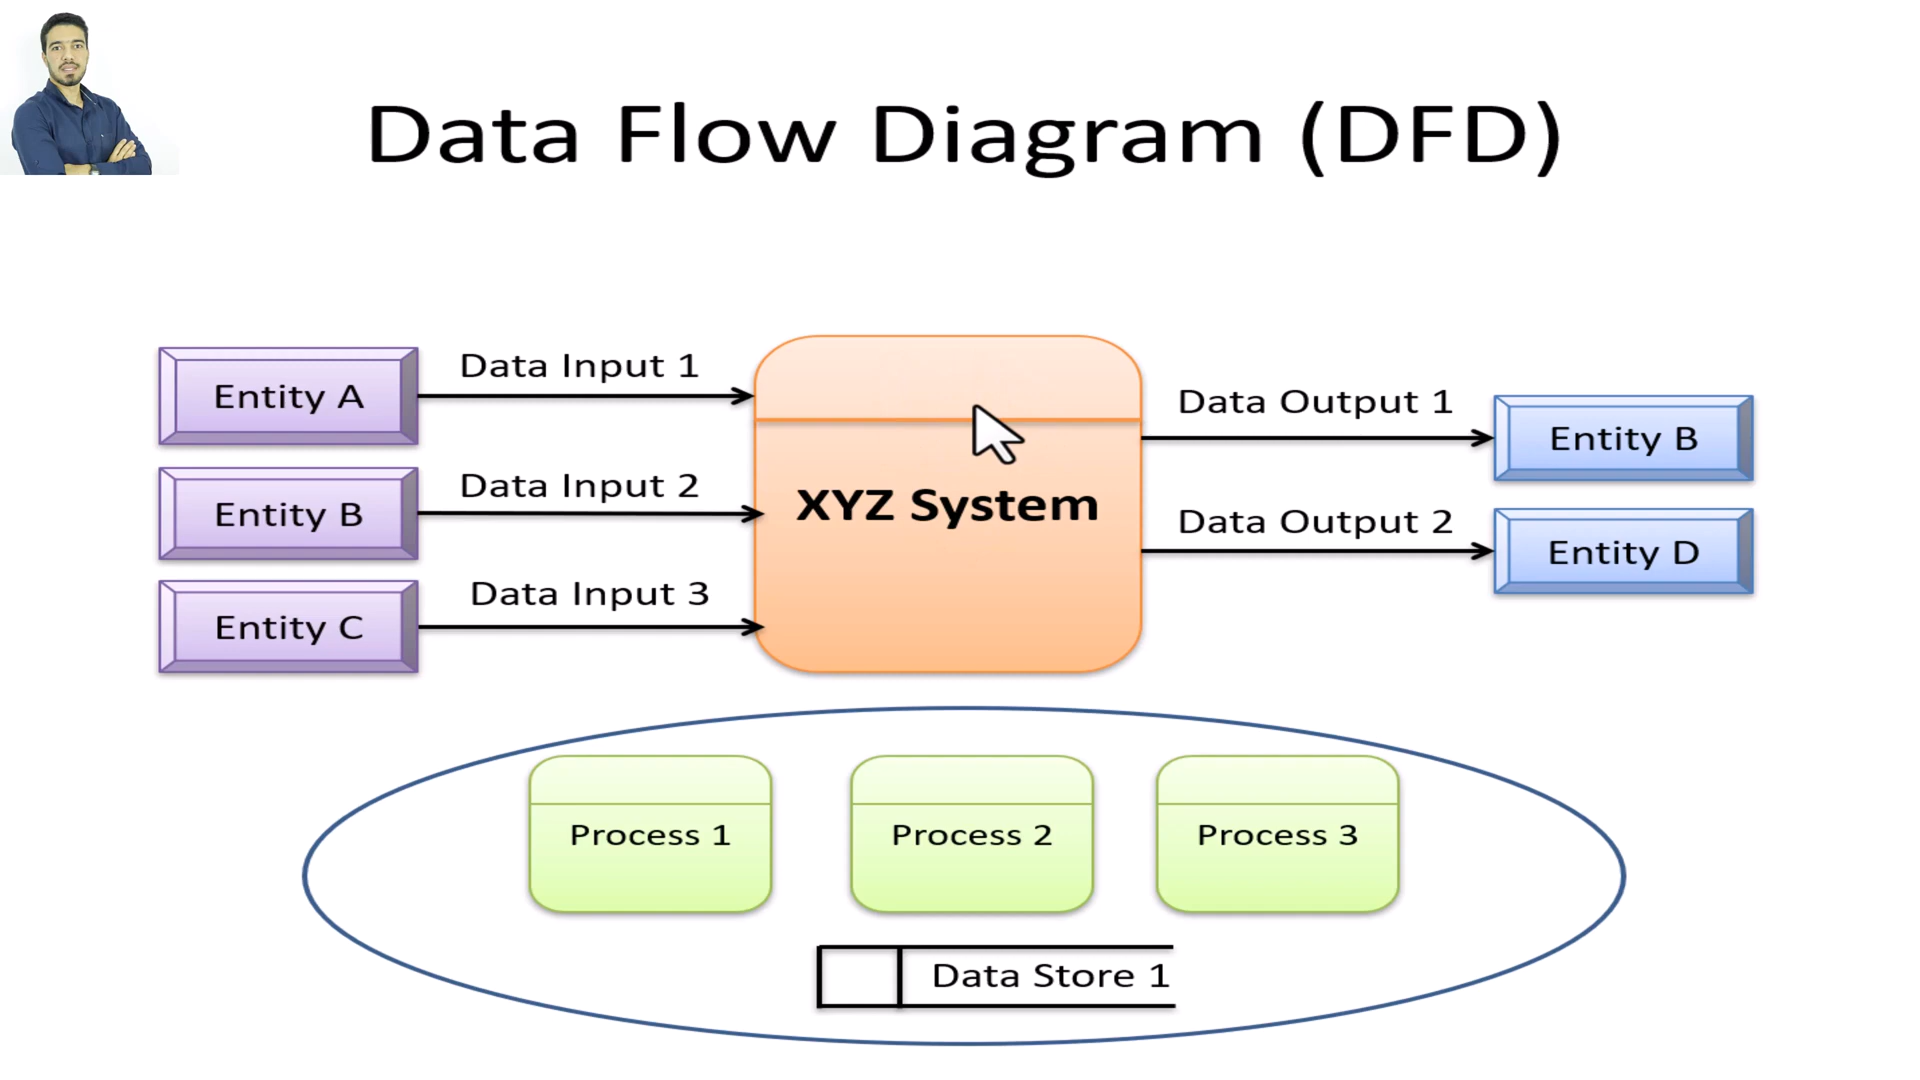 Data Flow Diagram (DFD)
Data Input 1
Entity A
Data Output 1
Entity B
Data Input 2
Entity B
XYZ System
Data Output 2
Entity D
Data Input 3
Entity C
Process 1
Process 2
Process 3
Data Store 1